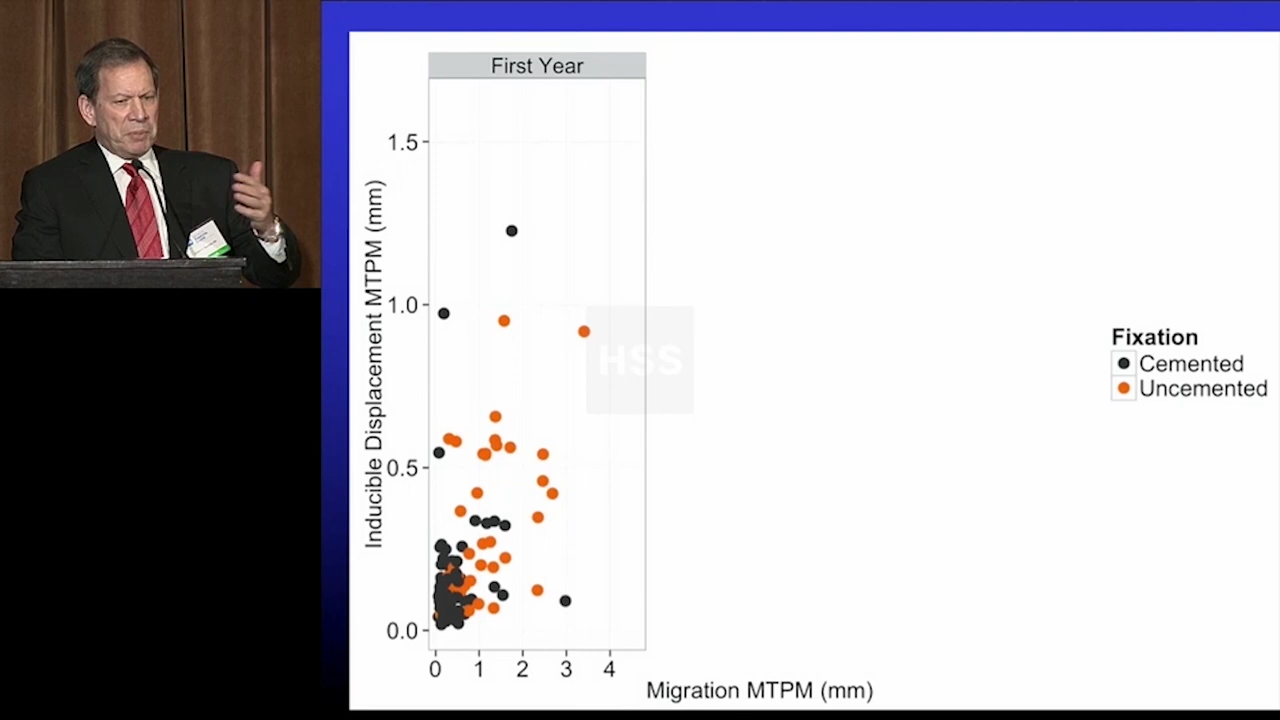 First Year
1.5
1.0
0.5
0.0
Inducible Displacement MTPM (mm)
0 1 2 3 4
Migration MTPM (mm)
HSS
Fixation
Cemented
Uncemented